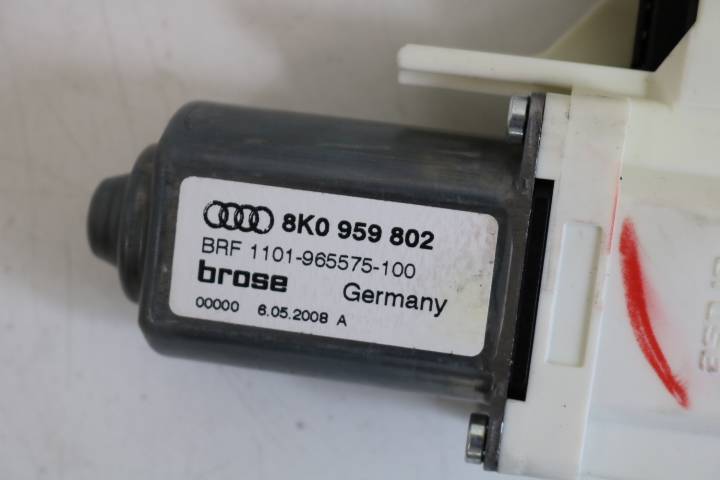 8K0 959 802
BRF 1101-965575-100
brose Germany
00000 6.05.2008 A